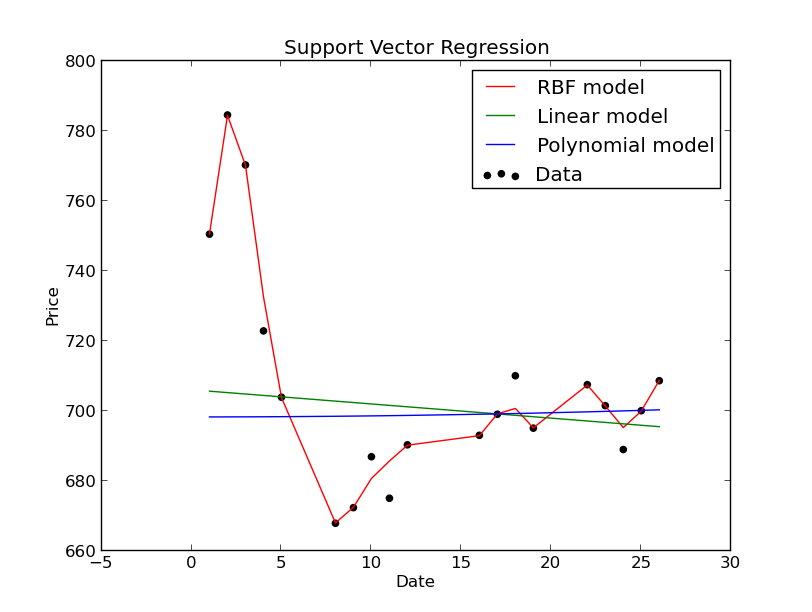 Support Vector Regression
RBF model
Linear model
Polynomial model
Data
Price
800
780
760
740
720
700
680
660
−5
0
5
10
15
20
25
30
Date